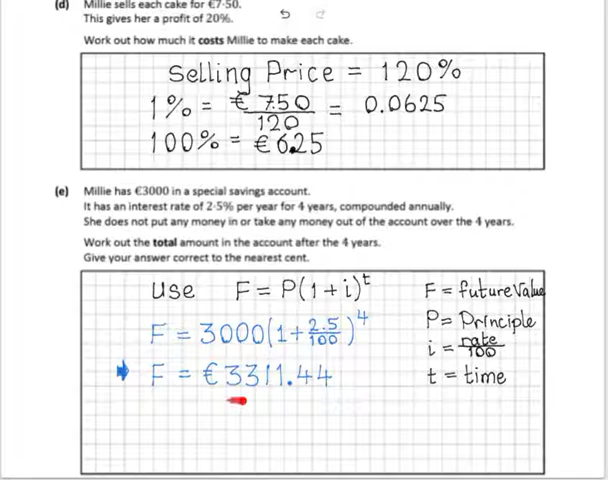 (d) Millie sells each cake for €7·50.
This gives her a profit of 20%.
Work out how much it costs Millie to make each cake.
Selling Price = 120%
1% = € 7.50 / 120 = 0.0625
100% = €6.25
(e) Millie has €3000 in a special savings account.
It has an interest rate of 2·5% per year for 4 years, compounded annually.
She does not put any money in or take any money out of the account over the 4 years.
Work out the total amount in the account after the 4 years.
Give your answer correct to the nearest cent.
Use F = P(1 + i)^t
F = 3000(1 + 2.5/100)^4
F = €3311.44
F = future Value
P = Principle
i = rate/100
t = time